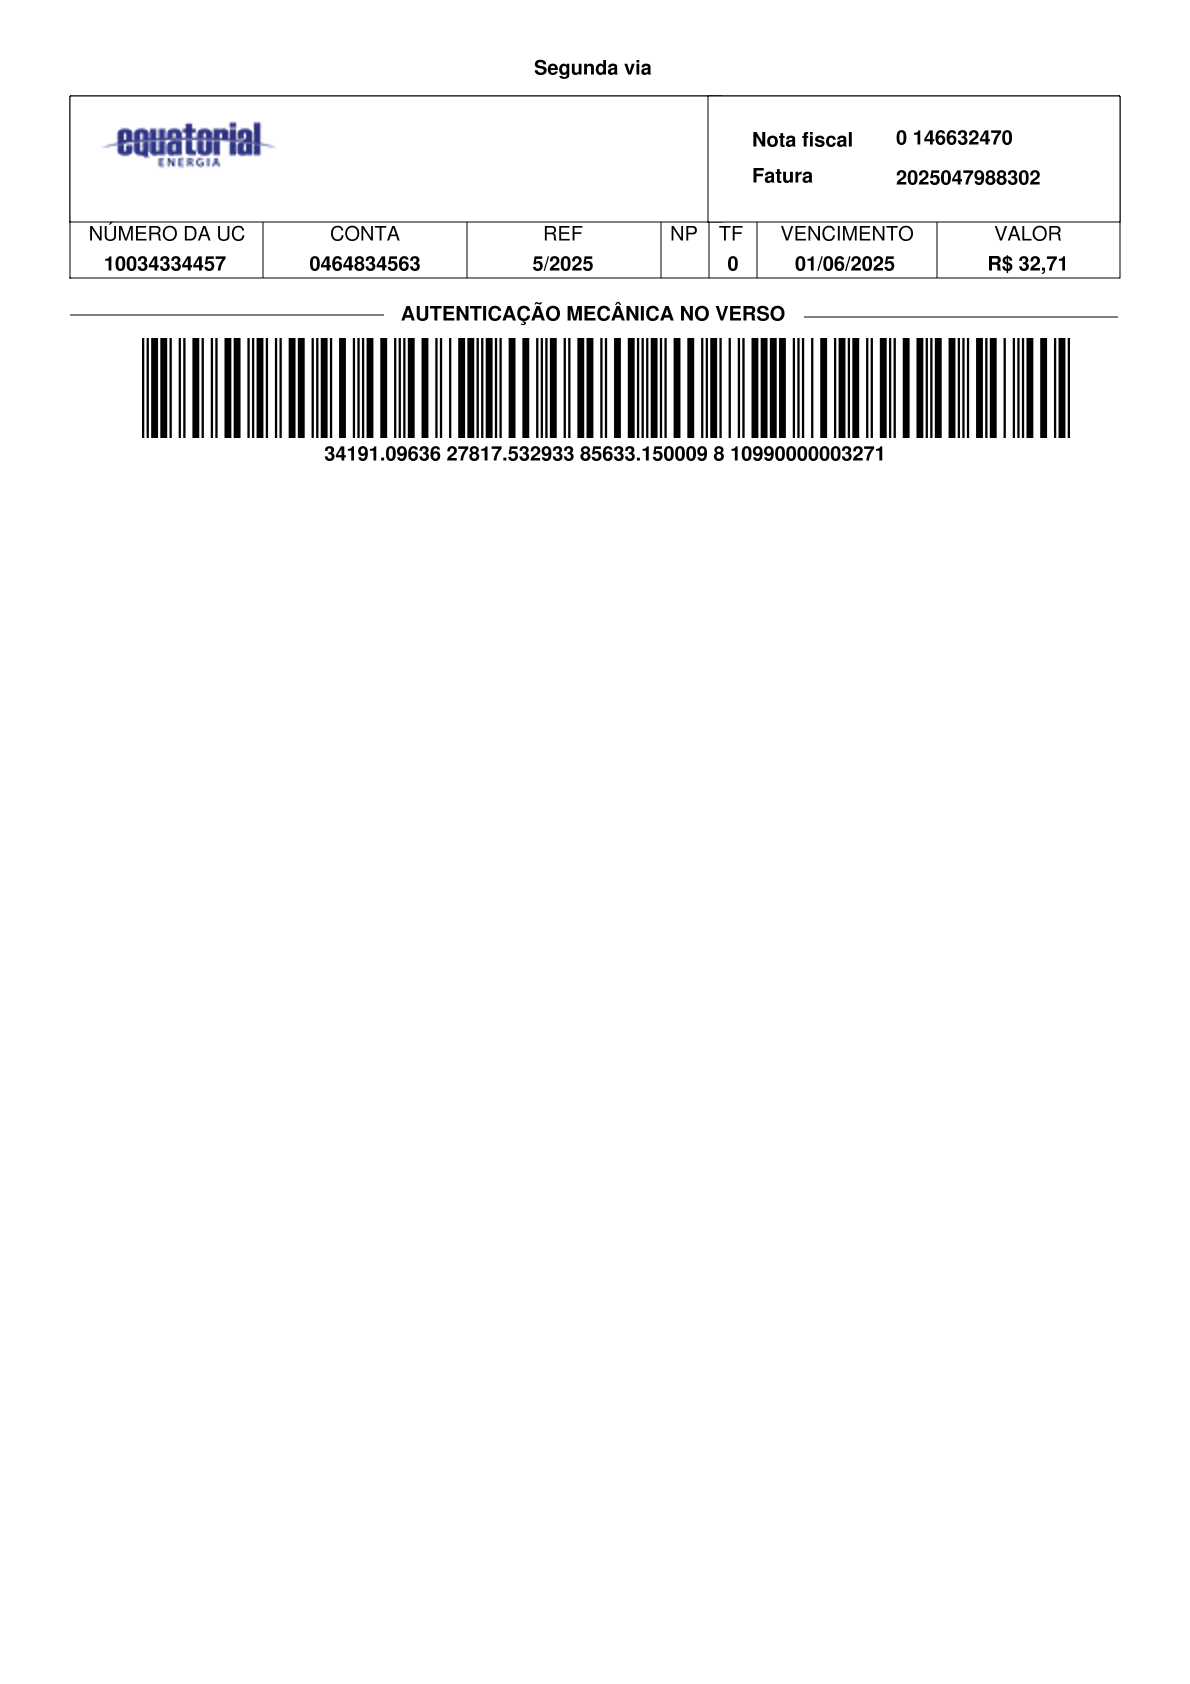 Segunda via
equatorial
ENERGIA
Nota fiscal 0 146632470
Fatura 2025047988302
NÚMERO DA UC CONTA REF NP TF VENCIMENTO VALOR
10034334457 0464834563 5/2025 0 01/06/2025 R$ 32,71
AUTENTICAÇÃO MECÂNICA NO VERSO
34191.09636 27817.532933 85633.150009 8 10990000003271